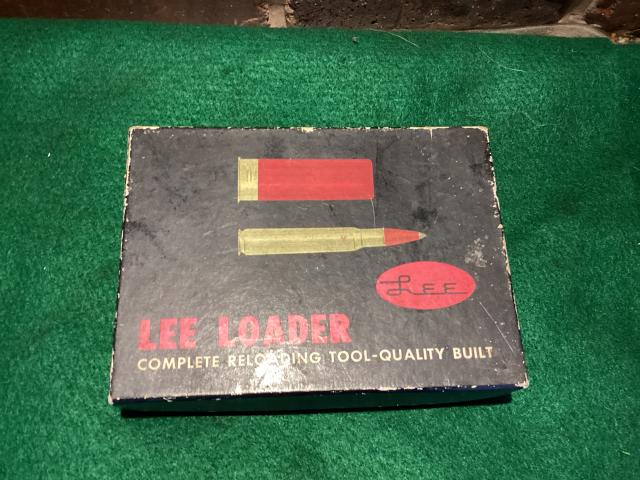 LEE
LEE LOADER
COMPLETE RELOADING TOOL-QUALITY BUILT